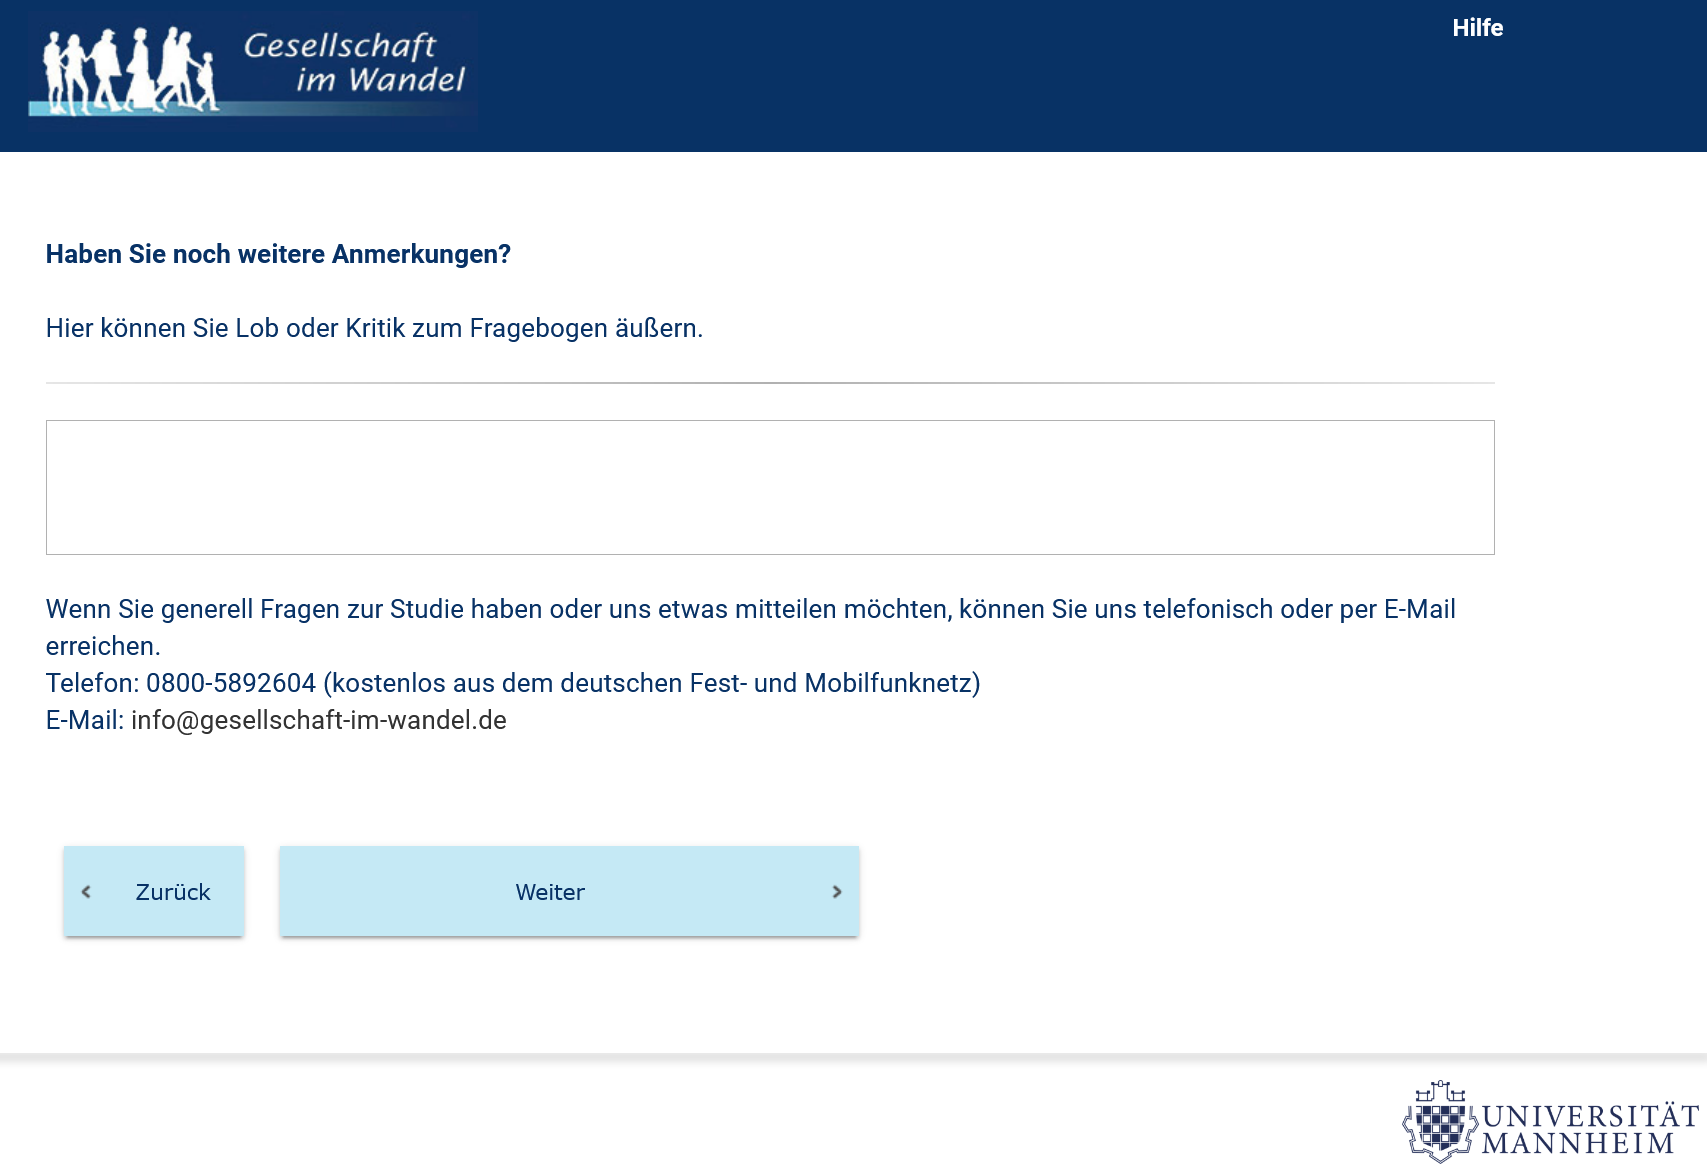 Gesellschaft
im Wandel
Hilfe
Haben Sie noch weitere Anmerkungen?
Hier können Sie Lob oder Kritik zum Fragebogen äußern.
Wenn Sie generell Fragen zur Studie haben oder uns etwas mitteilen möchten, können Sie uns telefonisch oder per E-Mail
erreichen.
Telefon: 0800-5892604 (kostenlos aus dem deutschen Fest- und Mobilfunknetz)
E-Mail: info@gesellschaft-im-wandel.de
Zurück
Weiter
UNIVERSITÄT
MANNHEIM